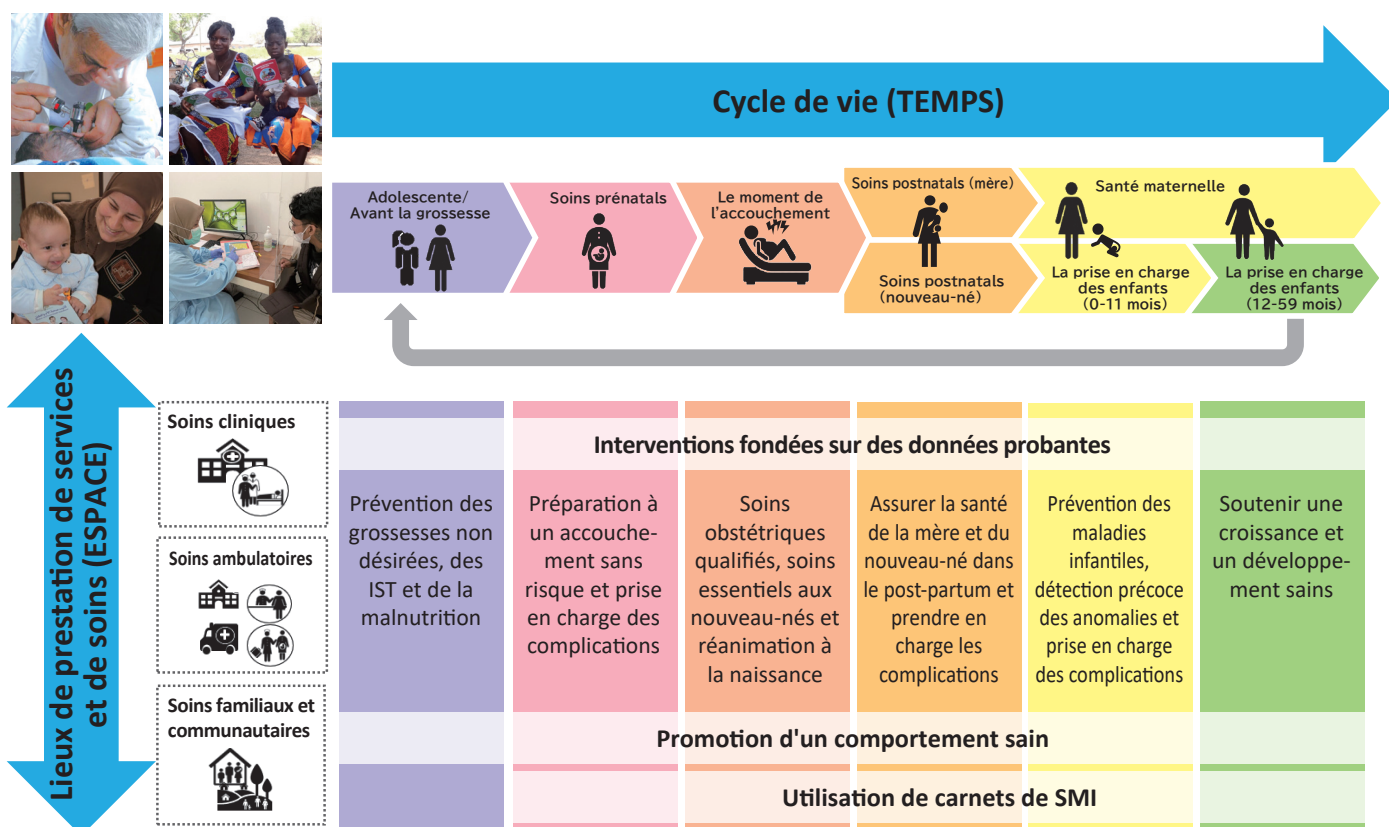 Cycle de vie (TEMPS)
Adolescente/
Avant la grossesse
Soins prénatals
Le moment de
l'accouchement
Soins postnatals (mère)
Soins postnatals
(nouveau-né)
Santé maternelle
La prise en charge
des enfants
(0-11 mois)
La prise en charge
des enfants
(12-59 mois)
Lieux de prestation de services
et de soins (ESPACE)
Soins cliniques
Soins ambulatoires
Soins familiaux et
communautaires
Interventions fondées sur des données probantes
Prévention des
grossesses non
désirées, des
IST et de la
malnutrition
Préparation à
un accouche-
ment sans
risque et prise
en charge des
complications
Soins
obstétriques
qualifiés, soins
essentiels aux
nouveau-nés et
réanimation à
la naissance
Assurer la santé
de la mère et du
nouveau-né dans
le post-partum et
prendre en
charge les
complications
Prévention des
maladies
infantiles,
détection précoce
des anomalies et
prise en charge
des complications
Soutenir une
croissance et
un développe-
ment sains
Promotion d'un comportement sain
Utilisation de carnets de SMI